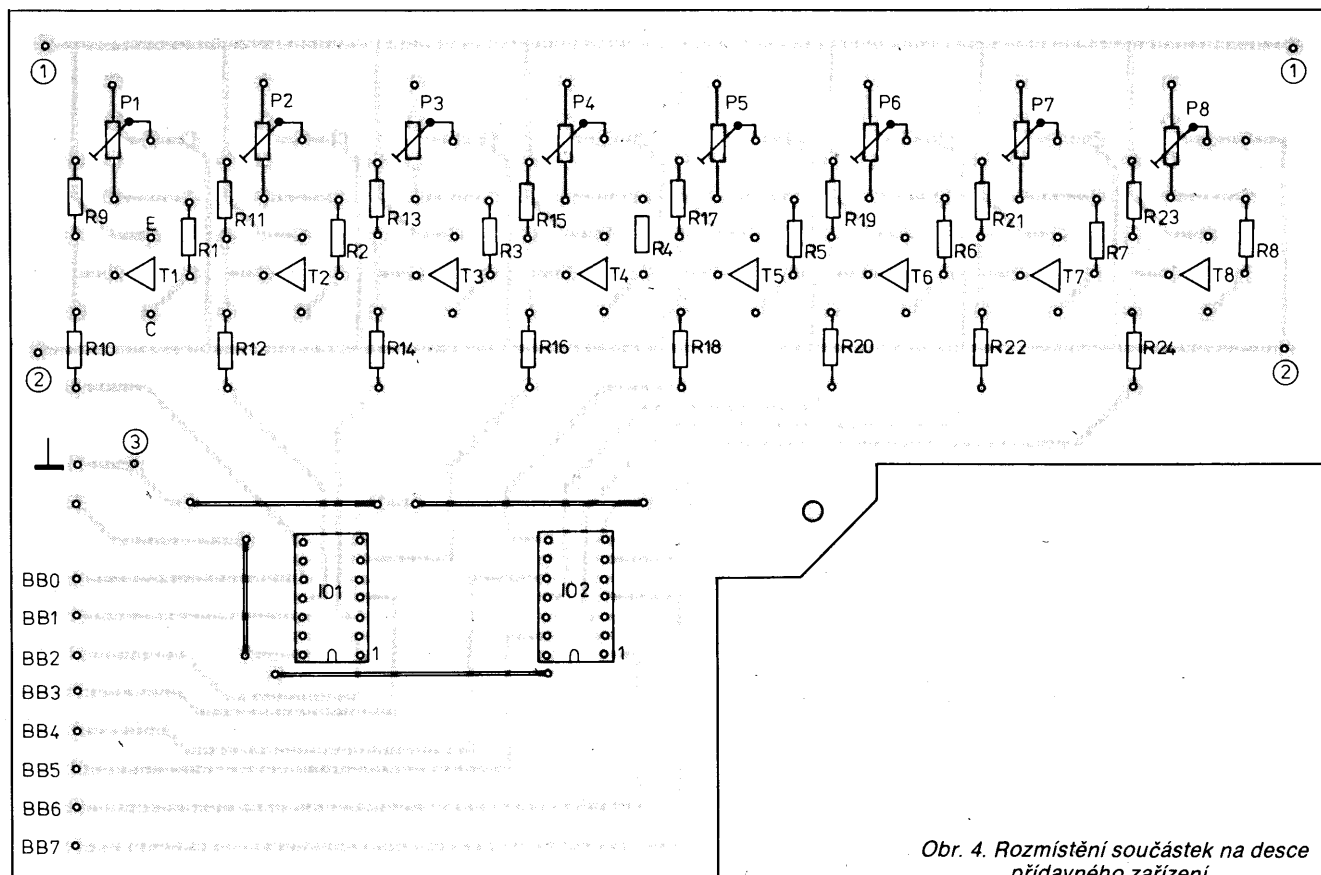 1 1
P1 P2 P3 P4 P5 P6 P7 P8
R9 R11 R13 R15 R17 R19 R21 R23
E
R1 R2 R3 R4 R5 R6 R7 R8
T1 T2 T3 T4 T5 T6 T7 T8
C
R10 R12 R14 R16 R18 R20 R22 R24
2 2
3
BB0
IO1 IO2
BB1
BB2
1 1
BB3
BB4
BB5
BB6
BB7
Obr. 4. Rozmístění součástek na desce
přídavného zařízení